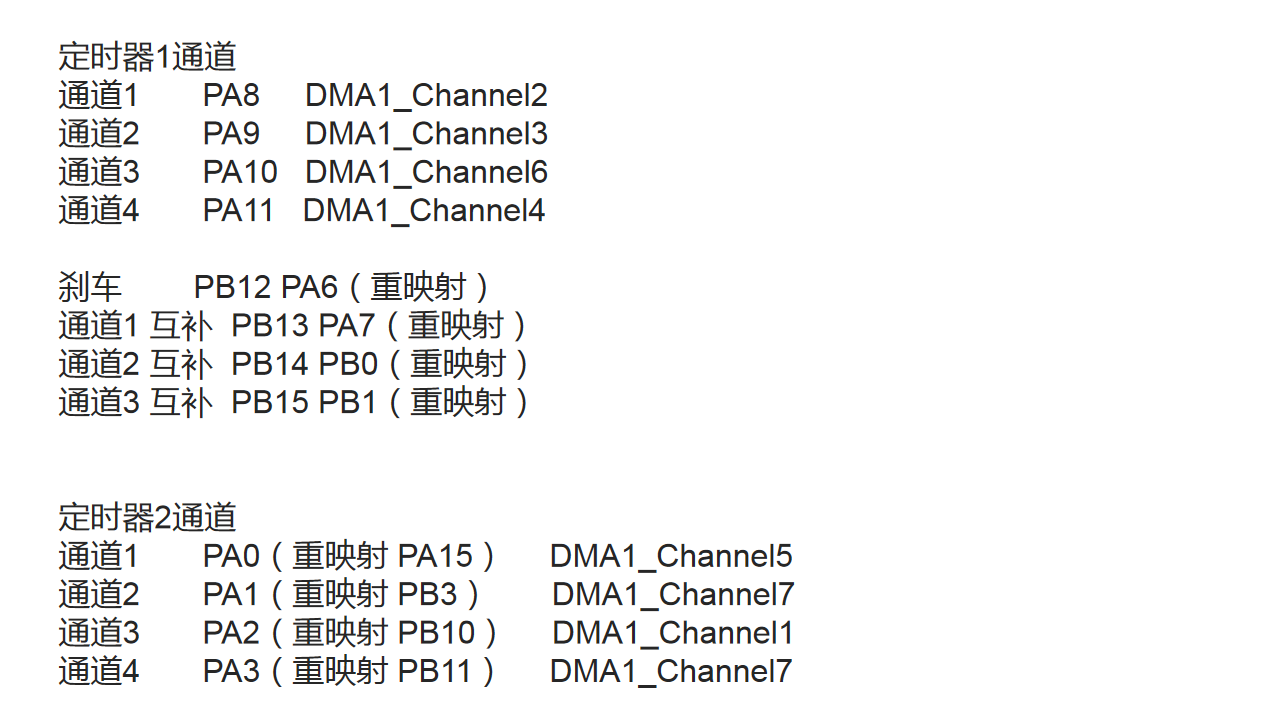 定时器1通道
通道1 PA8 DMA1_Channel2
通道2 PA9 DMA1_Channel3
通道3 PA10 DMA1_Channel6
通道4 PA11 DMA1_Channel4
刹车 PB12 PA6（重映射）
通道1 互补 PB13 PA7（重映射）
通道2 互补 PB14 PB0（重映射）
通道3 互补 PB15 PB1（重映射）
定时器2通道
通道1 PA0（重映射 PA15） DMA1_Channel5
通道2 PA1（重映射 PB3） DMA1_Channel7
通道3 PA2（重映射 PB10） DMA1_Channel1
通道4 PA3（重映射 PB11） DMA1_Channel7